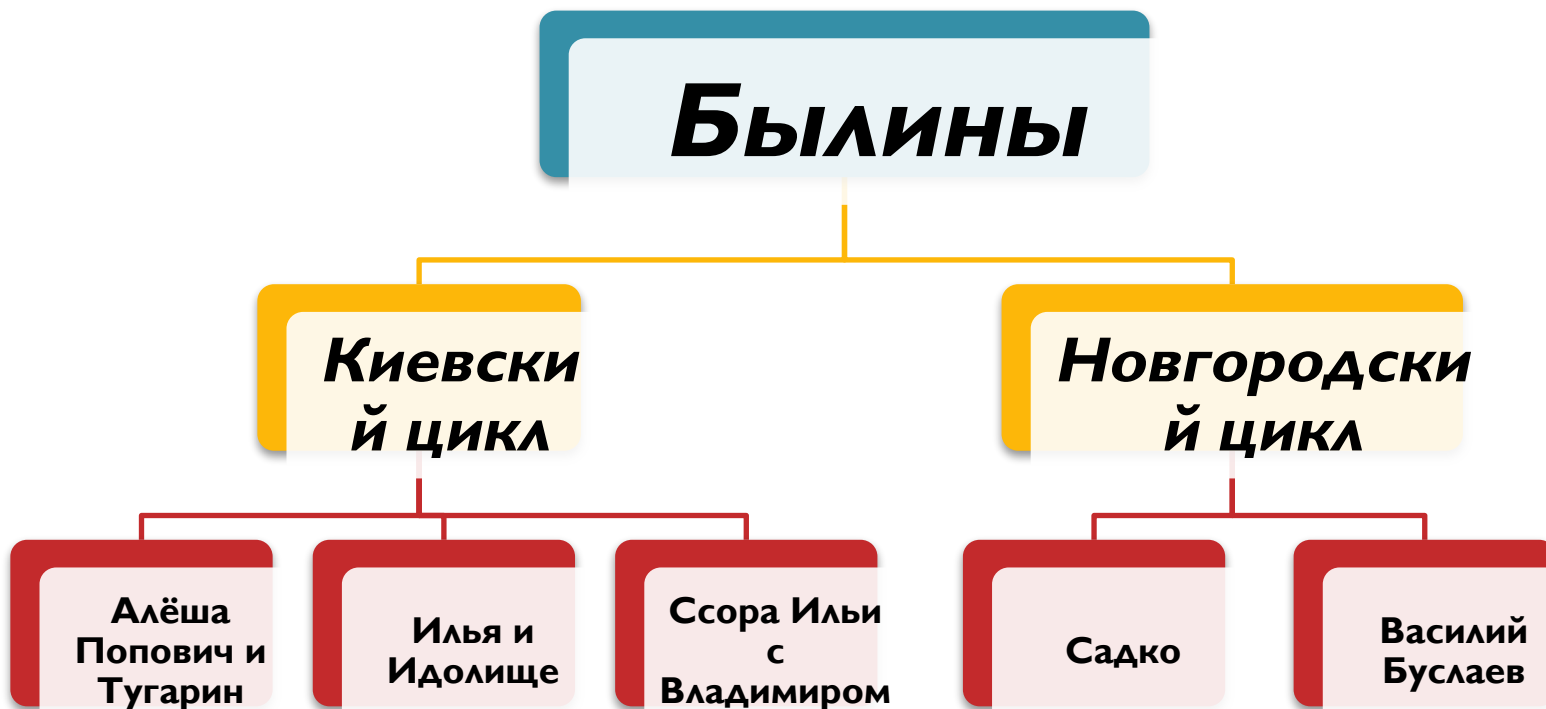 Былины
Киевски
й цикл
Новгородски
й цикл
Алёша
Попович и
Тугарин
Илья и
Идолище
Ссора Ильи
с
Владимиром
Садко
Василий
Буслаев